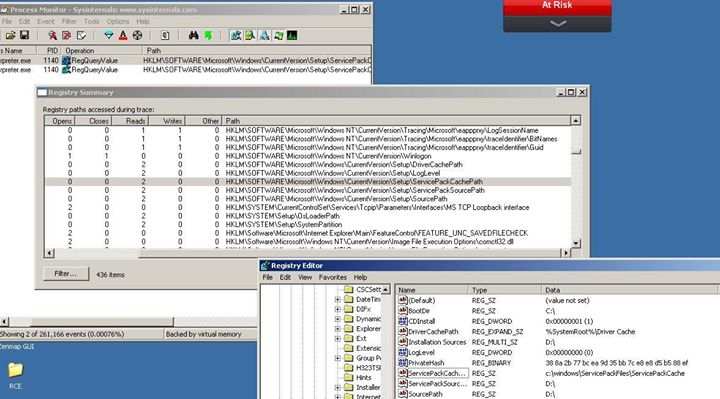 Process Monitor - Sysinternals: www.sysinternals.com
File Edit Event Filter Tools Options Help
s Name PID Operation Path
rpreter.exe 1140 RegQueryValue HKLM\SOFTWARE\Microsoft\Windows\CurrentVersion\Setup\ServicePackC
rpreter.exe 1140 RegQueryValue HKLM\SOFTWARE\Microsoft\Windows\CurrentVersion\Setup\ServicePackC
At Risk
Registry Summary
Registry paths accessed during trace:
Opens Closes Reads Writes Other Path
0 0 1 1 0 HKLM\SOFTWARE\Microsoft\Windows NT\CurrentVersion\Tracing\Microsoft\eappprxy\LogSessionName
0 0 1 1 0 HKLM\SOFTWARE\Microsoft\Windows NT\CurrentVersion\Tracing\Microsoft\eappprxy\traceIdentifier\BitNames
0 0 1 1 0 HKLM\SOFTWARE\Microsoft\Windows NT\CurrentVersion\Tracing\Microsoft\eappprxy\traceIdentifier\Guid
1 1 0 0 0 HKLM\SOFTWARE\Microsoft\Windows NT\CurrentVersion\Winlogon
0 0 2 0 0 HKLM\SOFTWARE\Microsoft\Windows\CurrentVersion\Setup\DriverCachePath
0 0 2 0 0 HKLM\SOFTWARE\Microsoft\Windows\CurrentVersion\Setup\LogLevel
0 0 2 0 0 HKLM\SOFTWARE\Microsoft\Windows\CurrentVersion\Setup\ServicePackCachePath
0 0 2 0 0 HKLM\SOFTWARE\Microsoft\Windows\CurrentVersion\Setup\ServicePackSourcePath
0 0 2 0 0 HKLM\SOFTWARE\Microsoft\Windows\CurrentVersion\Setup\SourcePath
2 0 0 0 0 HKLM\SYSTEM\CurrentControlSet\Services\Tcpip\Parameters\Interfaces\MS TCP Loopback interface
0 0 2 0 0 HKLM\SYSTEM\Setup\OsLoaderPath
0 0 2 0 0 HKLM\SYSTEM\Setup\SystemPartition
2 0 0 0 0 HKLM\Software\Microsoft\Internet Explorer\Main\FeatureControl\FEATURE_UNC_SAVEDFILECHECK
2 0 0 0 0 HKLM\Software\Microsoft\Windows NT\CurrentVersion\Image File Execution Options\comctl32.dll
Filter... 436 items
Showing 2 of 261,166 events (0.00076%) Backed by virtual memory
Zenmap GUI
RCE
Registry Editor
File Edit View Favorites Help
CSCSett
DateTim
DIFx
Dynamic
Explorer
Ext
Extensio
Group Po
H323TSI
Hints
Installer
Internet
Name Type Data
(Default) REG_SZ (value not set)
BootDir REG_SZ C:\
CDInstall REG_DWORD 0x00000001 (1)
DriverCachePath REG_EXPAND_SZ %SystemRoot%\Driver Cache
Installation Sources REG_MULTI_SZ D:\
LogLevel REG_DWORD 0x00000000 (0)
PrivateHash REG_BINARY 38 8a 2b 77 bc ea 9d 35 bb 7c e8 e8 d5 b5 88 ef
ServicePackCach... REG_SZ c:\windows\ServicePackFiles\ServicePackCache
ServicePackSourc... REG_SZ D:\
SourcePath REG_SZ D:\